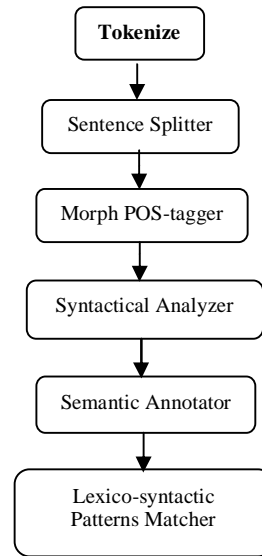 Tokenize
Sentence Splitter
Morph POS-tagger
Syntactical Analyzer
Semantic Annotator
Lexico-syntactic
Patterns Matcher